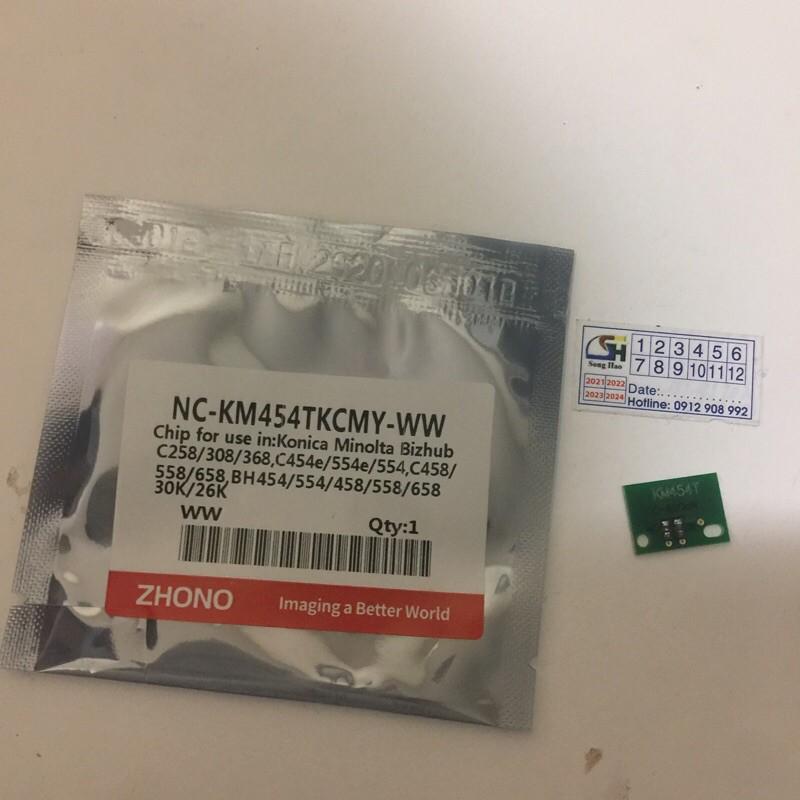 NC-KM454TKCMY-WW
Chip for use in:Konica Minolta Bizhub
C258/308/368,C454e/554e/554,C458/
558/658,BH454/554/458/558/658
30K/26K
WW
Qty:1
ZHONO
Imaging a Better World
SH
Song Hao
1 2 3 4 5 6
7 8 9 10 11 12
2021 2022
2023 2024
Date:..............
Hotline: 0912 908 992
KM454T